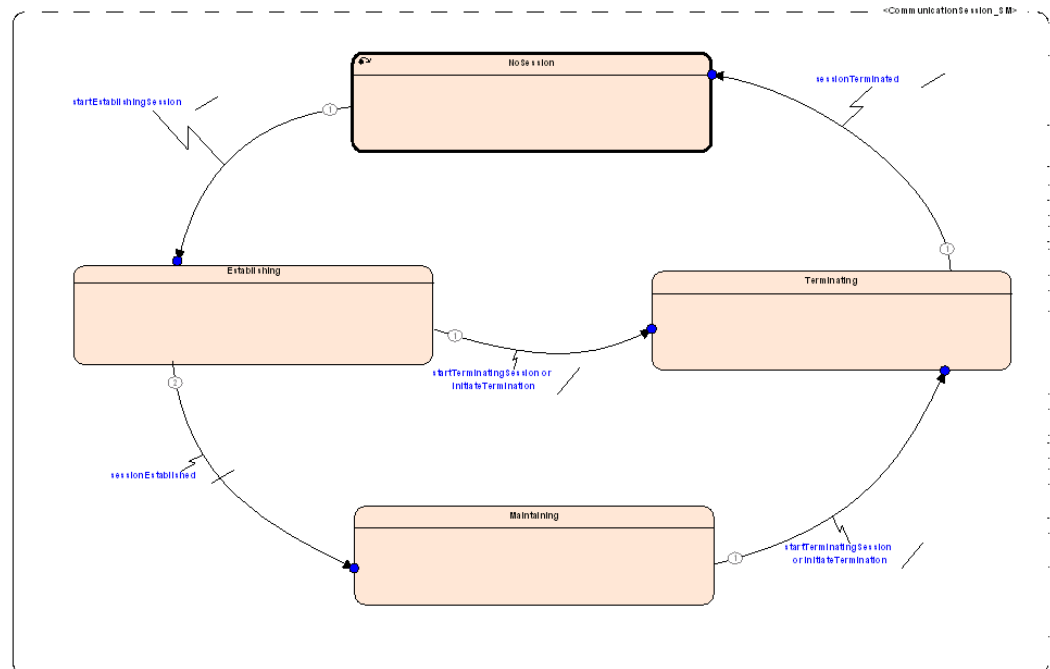 <CommunicationSession_SM>
NoSession
startEstablishingSession
sessionTerminated
1
1
Establishing
Terminating
1
startTerminatingSession or
initiateTermination
2
sessionEstablished
Maintaining
1
startTerminatingSession
or initiateTermination